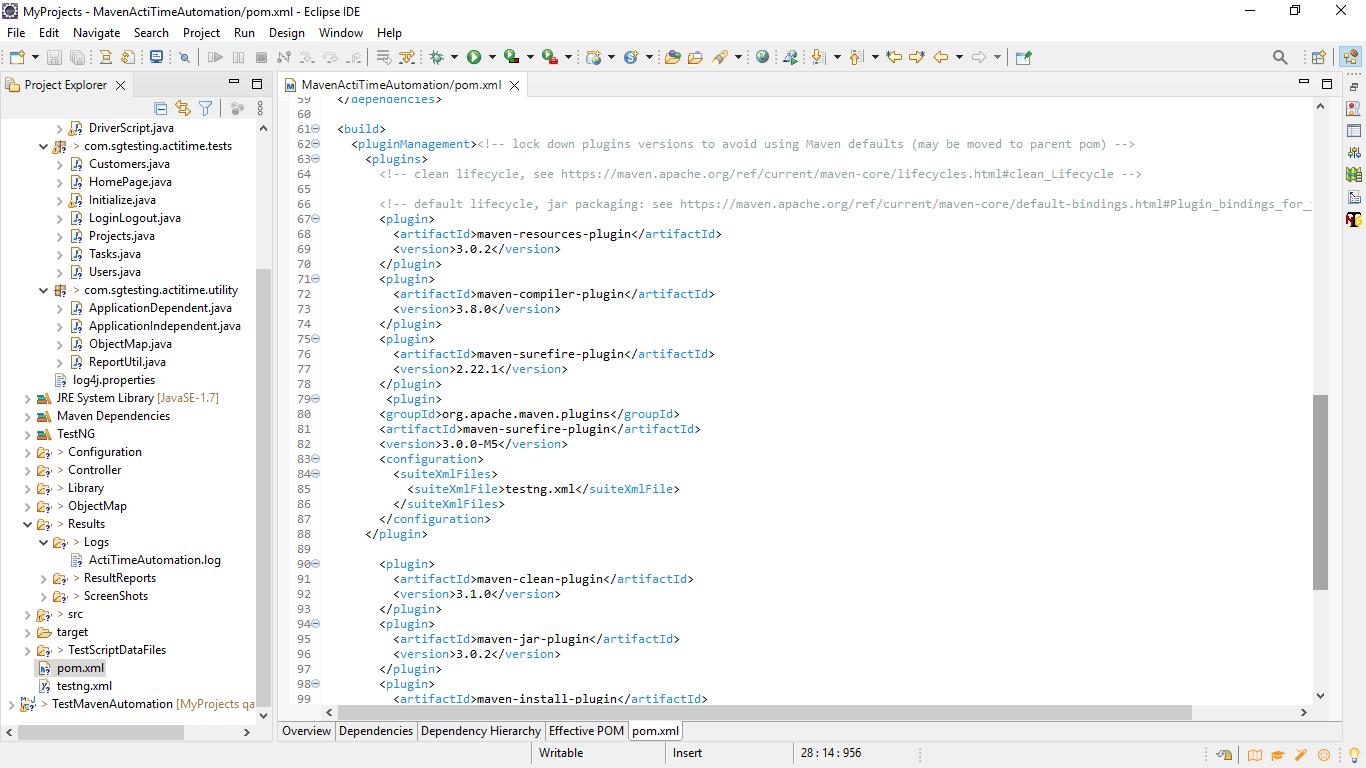 MyProjects - MavenActiTimeAutomation/pom.xml - Eclipse IDE
File Edit Navigate Search Project Run Design Window Help
Project Explorer
MavenActiTimeAutomation/pom.xml
DriverScript.java
> com.sgtesting.actitime.tests
Customers.java
HomePage.java
Initialize.java
LoginLogout.java
Projects.java
Tasks.java
Users.java
> com.sgtesting.actitime.utility
ApplicationDependent.java
ApplicationIndependent.java
ObjectMap.java
ReportUtil.java
log4j.properties
JRE System Library [JavaSE-1.7]
Maven Dependencies
TestNG
> Configuration
> Controller
> Library
> ObjectMap
> Results
> Logs
ActiTimeAutomation.log
> ResultReports
> ScreenShots
> src
target
> TestScriptDataFiles
pom.xml
testng.xml
> TestMavenAutomation [MyProjects qa
59 </dependencies>
60
61 <build>
62 <pluginManagement><!-- lock down plugins versions to avoid using Maven defaults (may be moved to parent pom) -->
63 <plugins>
64 <!-- clean lifecycle, see https://maven.apache.org/ref/current/maven-core/lifecycles.html#clean_Lifecycle -->
65
66 <!-- default lifecycle, jar packaging: see https://maven.apache.org/ref/current/maven-core/default-bindings.html#Plugin_bindings_for_
67 <plugin>
68 <artifactId>maven-resources-plugin</artifactId>
69 <version>3.0.2</version>
70 </plugin>
71 <plugin>
72 <artifactId>maven-compiler-plugin</artifactId>
73 <version>3.8.0</version>
74 </plugin>
75 <plugin>
76 <artifactId>maven-surefire-plugin</artifactId>
77 <version>2.22.1</version>
78 </plugin>
79 <plugin>
80 <groupId>org.apache.maven.plugins</groupId>
81 <artifactId>maven-surefire-plugin</artifactId>
82 <version>3.0.0-M5</version>
83 <configuration>
84 <suiteXmlFiles>
85 <suiteXmlFile>testng.xml</suiteXmlFile>
86 </suiteXmlFiles>
87 </configuration>
88 </plugin>
89
90 <plugin>
91 <artifactId>maven-clean-plugin</artifactId>
92 <version>3.1.0</version>
93 </plugin>
94 <plugin>
95 <artifactId>maven-jar-plugin</artifactId>
96 <version>3.0.2</version>
97 </plugin>
98 <plugin>
99 <artifactId>maven-install-plugin</artifactId>
Overview Dependencies Dependency Hierarchy Effective POM pom.xml
Writable Insert 28 : 14 : 956